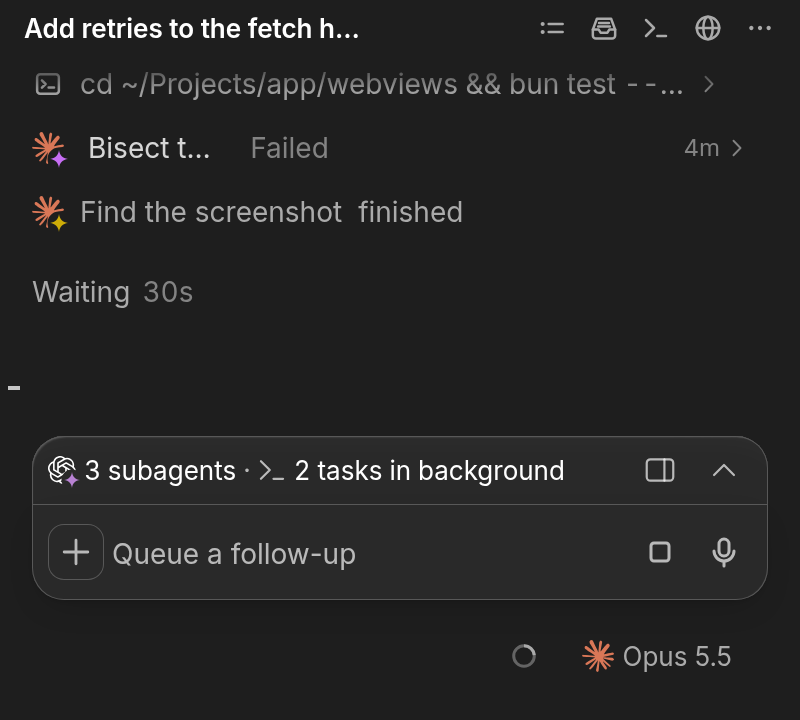 Add retries to the fetch h...
cd ~/Projects/app/webviews && bun test --...
Bisect t... Failed 4m
Find the screenshot finished
Waiting 30s
3 subagents · 2 tasks in background
Queue a follow-up
Opus 5.5